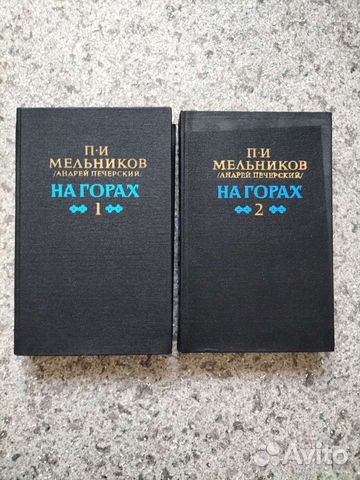 П·И
МЕЛЬНИКОВ
/АНДРЕЙ ПЕЧЕРСКИЙ/
НА ГОРАХ
1
П·И
МЕЛЬНИКОВ
/АНДРЕЙ ПЕЧЕРСКИЙ/
НА ГОРАХ
2
Avito